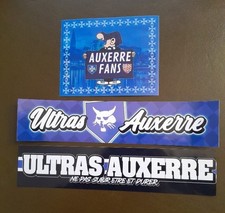 AUXERRE
FANS
Ultras Auxerre
ULTRAS AUXERRE
NE PAS SUBIR ETRE ET DURER